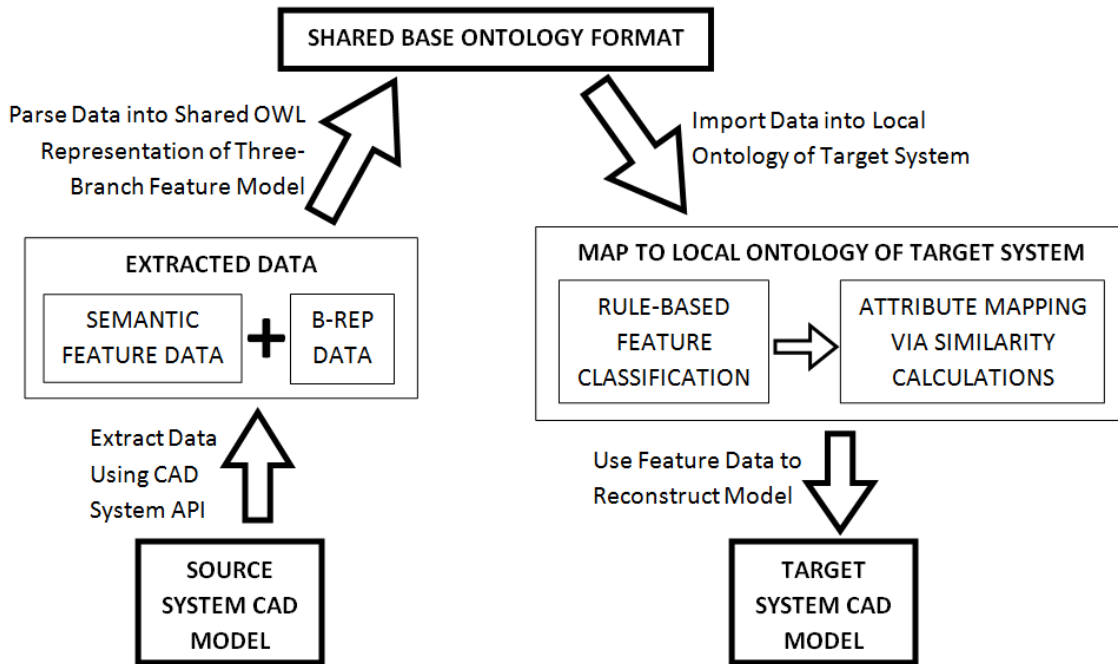 SHARED BASE ONTOLOGY FORMAT
Parse Data into Shared OWL
Representation of Three-
Branch Feature Model
Import Data into Local
Ontology of Target System
EXTRACTED DATA
SEMANTIC
FEATURE DATA
+
B-REP
DATA
MAP TO LOCAL ONTOLOGY OF TARGET SYSTEM
RULE-BASED
FEATURE
CLASSIFICATION
ATTRIBUTE MAPPING
VIA SIMILARITY
CALCULATIONS
Extract Data
Using CAD
System API
Use Feature Data to
Reconstruct Model
SOURCE
SYSTEM CAD
MODEL
TARGET
SYSTEM CAD
MODEL